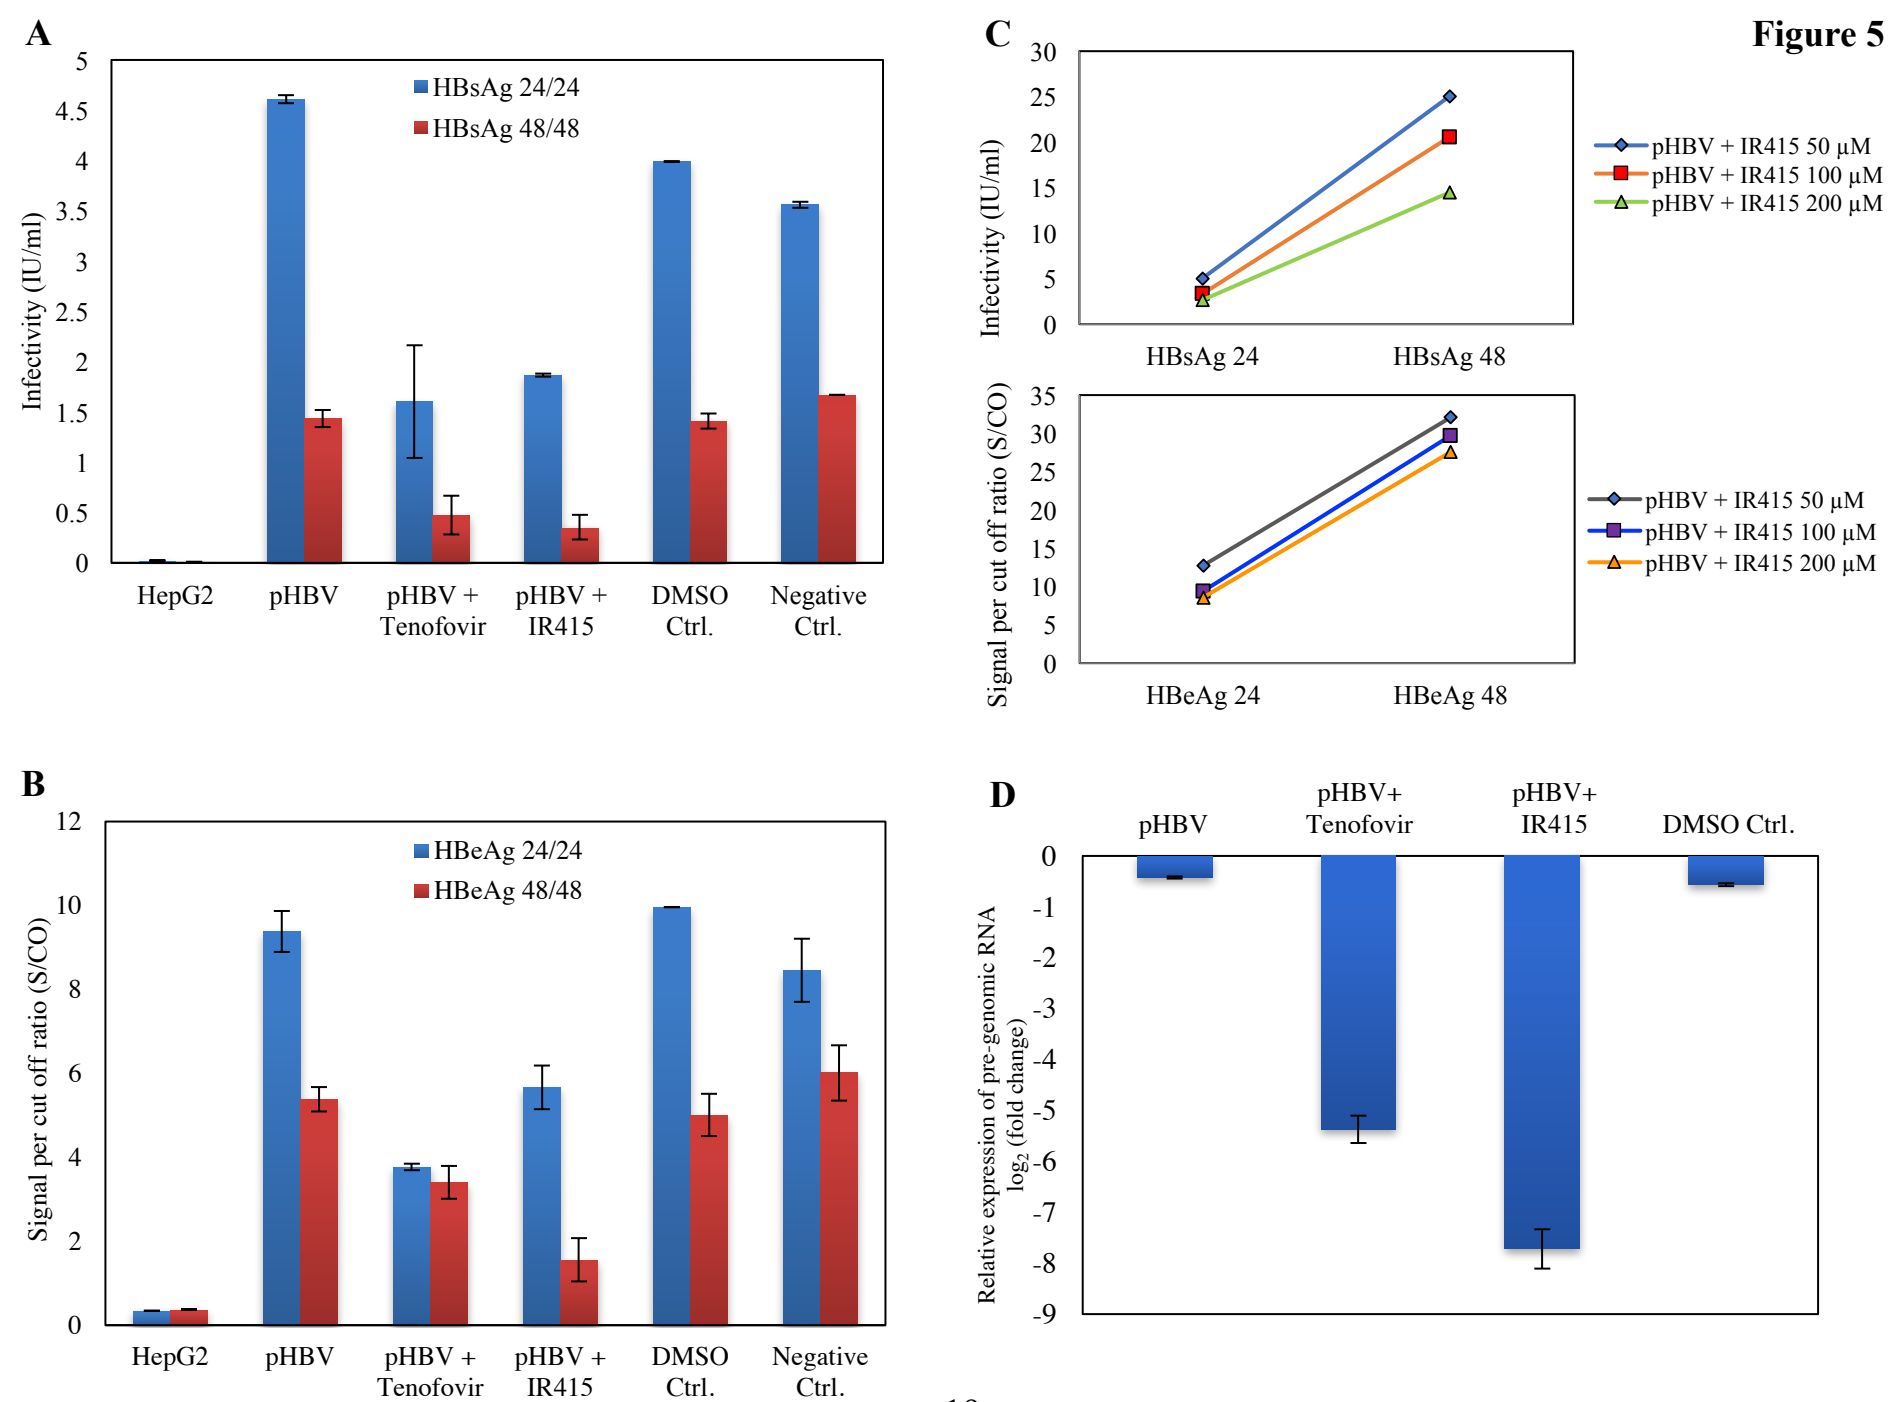 Figure 5
A
Infectivity (IU/ml)
5
4.5
4
3.5
3
2.5
2
1.5
1
0.5
0
HBsAg 24/24
HBsAg 48/48
HepG2
pHBV
pHBV +
Tenofovir
pHBV +
IR415
DMSO
Ctrl.
Negative
Ctrl.
B
Signal per cut off ratio (S/CO)
12
10
8
6
4
2
0
HBeAg 24/24
HBeAg 48/48
HepG2
pHBV
pHBV +
Tenofovir
pHBV +
IR415
DMSO
Ctrl.
Negative
Ctrl.
C
Infectivity (IU/ml)
30
25
20
15
10
5
0
HBsAg 24
HBsAg 48
pHBV + IR415 50 µM
pHBV + IR415 100 µM
pHBV + IR415 200 µM
Signal per cut off ratio (S/CO)
35
30
25
20
15
10
5
0
HBeAg 24
HBeAg 48
pHBV + IR415 50 µM
pHBV + IR415 100 µM
pHBV + IR415 200 µM
D
pHBV
pHBV+
Tenofovir
pHBV+
IR415
DMSO Ctrl.
Relative expression of pre-genomic RNA
log₂ (fold change)
0
-1
-2
-3
-4
-5
-6
-7
-8
-9